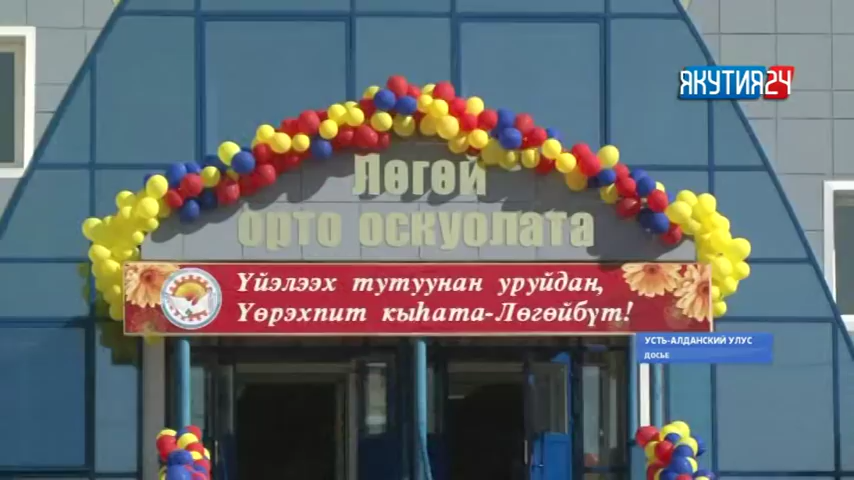 ЯКУТИЯ24
Лөгөй
орто оскуолата
Үйэлээх тутуунан уруйдан,
Үөрэхпит кыһата-Лөгөйбүт!
УСТЬ-АЛДАНСКИЙ УЛУС
ДОСЬЕ